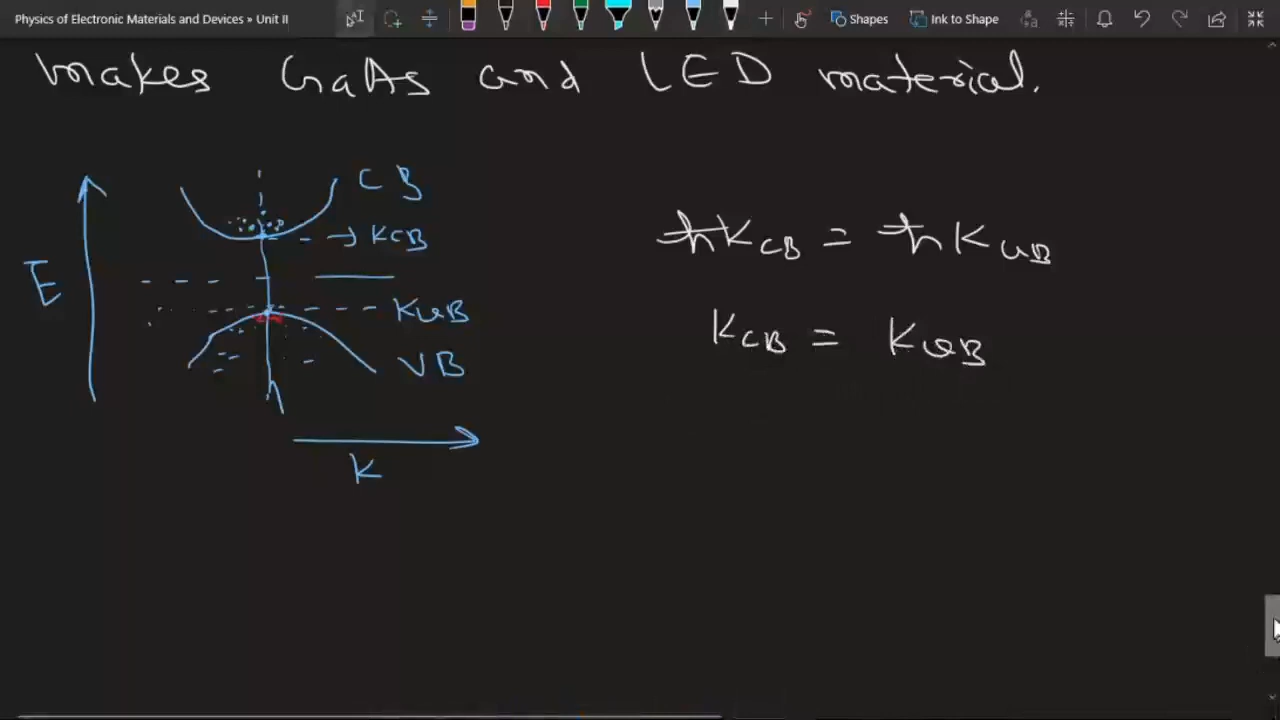 Physics of Electronic Materials and Devices » Unit II
Shapes
Ink to Shape
makes GaAs and LED material.
CB
KCB
E
KVB
VB
K
ħKCB = ħKVB
KCB = KVB